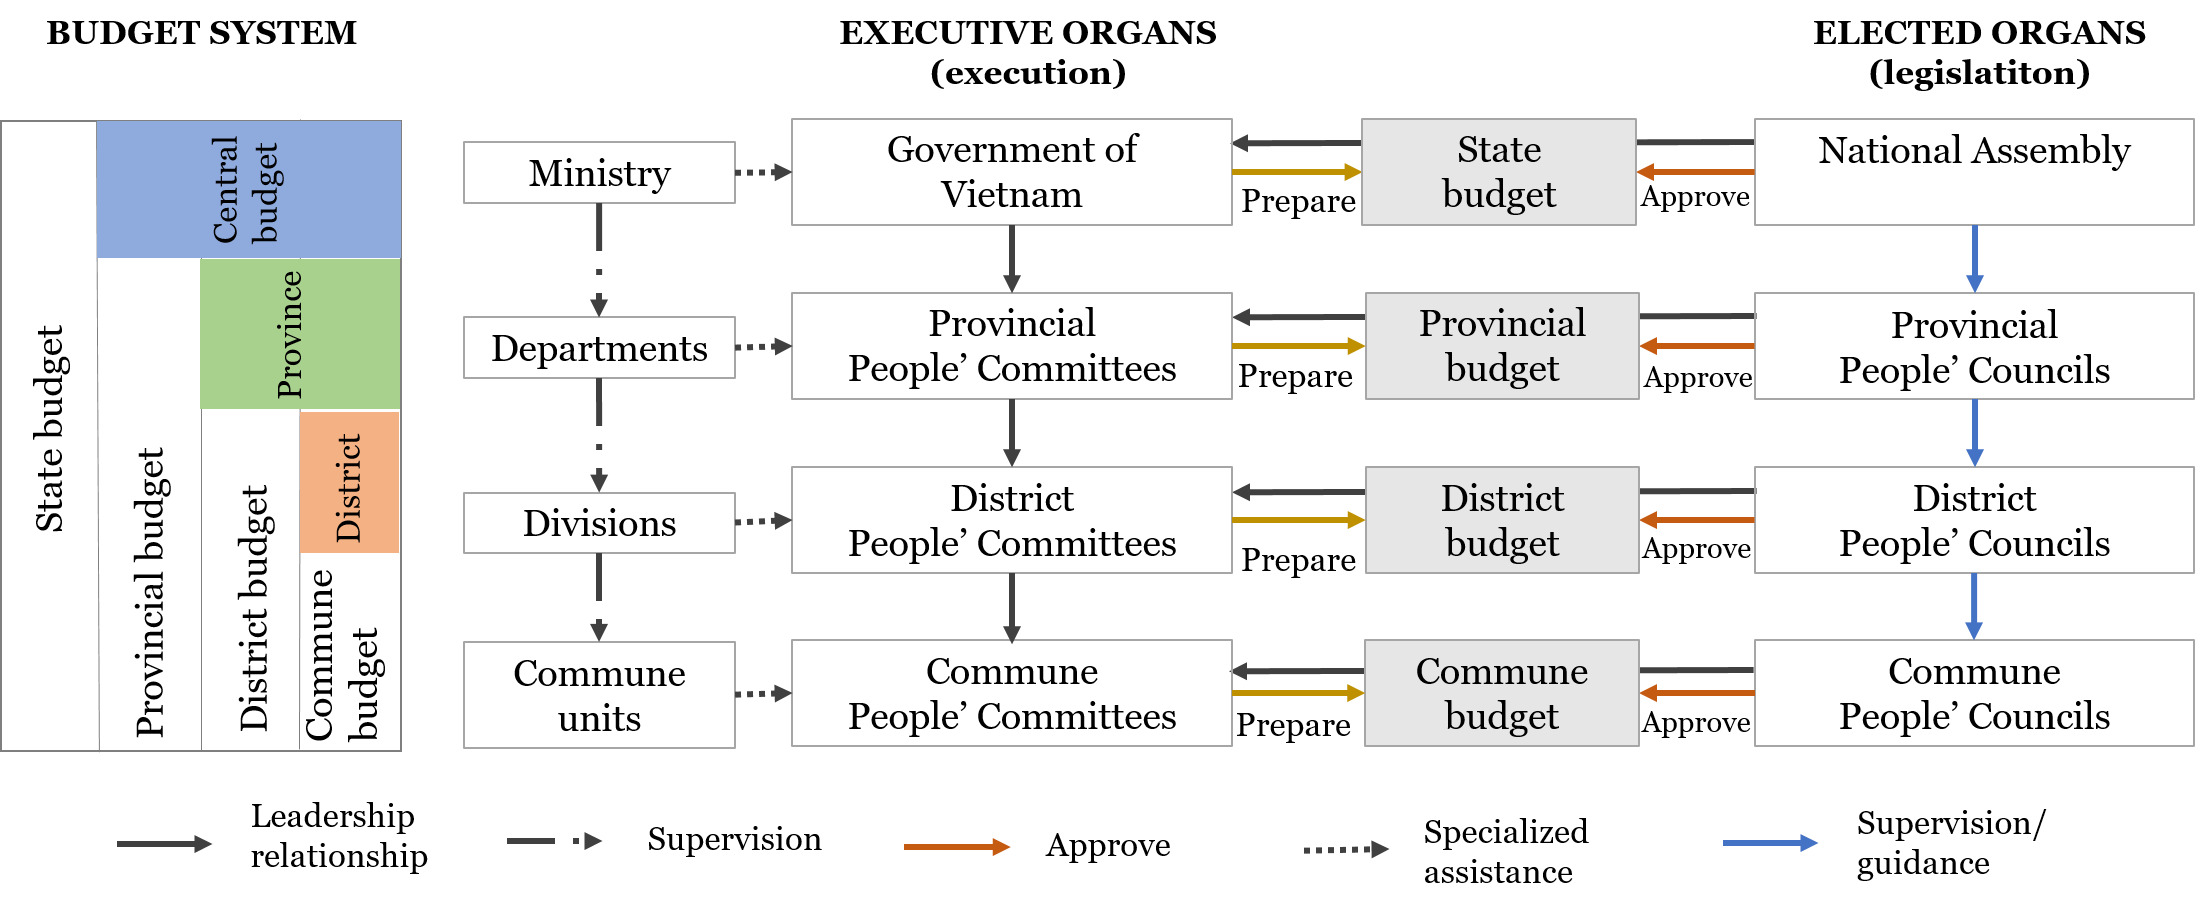 BUDGET SYSTEM
EXECUTIVE ORGANS
(execution)
ELECTED ORGANS
(legislatiton)
State budget
Central
budget
Province
District
Provincial budget
District budget
Commune
budget
Ministry
Government of
Vietnam
Prepare
State
budget
Approve
National Assembly
Departments
Provincial
People’ Committees
Prepare
Provincial
budget
Approve
Provincial
People’ Councils
Divisions
District
People’ Committees
Prepare
District
budget
Approve
District
People’ Councils
Commune
units
Commune
People’ Committees
Prepare
Commune
budget
Approve
Commune
People’ Councils
Leadership
relationship
Supervision
Approve
Specialized
assistance
Supervision/
guidance